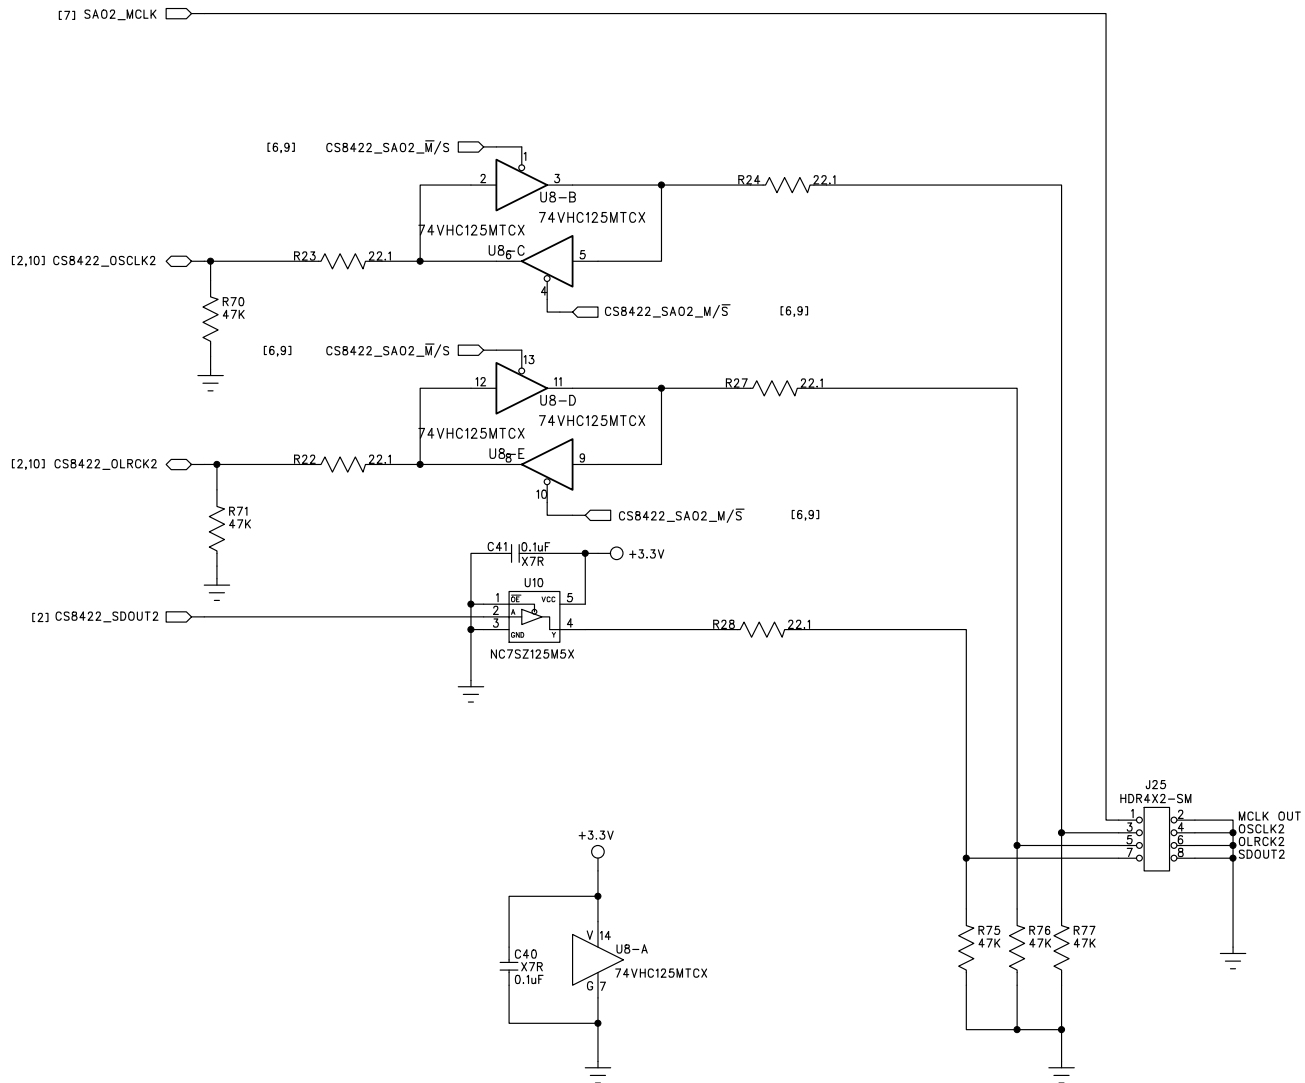 [7] SAO2_MCLK
[6,9] CS8422_SAO2_M̅/S
1
2
3
R24
22.1
U8-B
74VHC125MTCX
74VHC125MTCX
U8-C
[2,10] CS8422_OSCLK2
R23
22.1
6
5
4
R70
47K
CS8422_SAO2_M/S̅ [6,9]
[6,9] CS8422_SAO2_M̅/S
13
12
11
R27
22.1
U8-D
74VHC125MTCX
74VHC125MTCX
U8-E
[2,10] CS8422_OLRCK2
R22
22.1
8
9
10
R71
47K
CS8422_SAO2_M/S̅ [6,9]
C41
0.1uF
X7R
+3.3V
U10
1
O̅E̅
VCC
5
[2] CS8422_SDOUT2
2
A
3
GND
Y
4
R28
22.1
NC7SZ125M5X
J25
HDR4X2-SM
1
2
MCLK OUT
3
4
OSCLK2
5
6
OLRCK2
7
8
SDOUT2
+3.3V
V
14
U8-A
C40
X7R
0.1uF
74VHC125MTCX
G
7
R75
47K
R76
47K
R77
47K